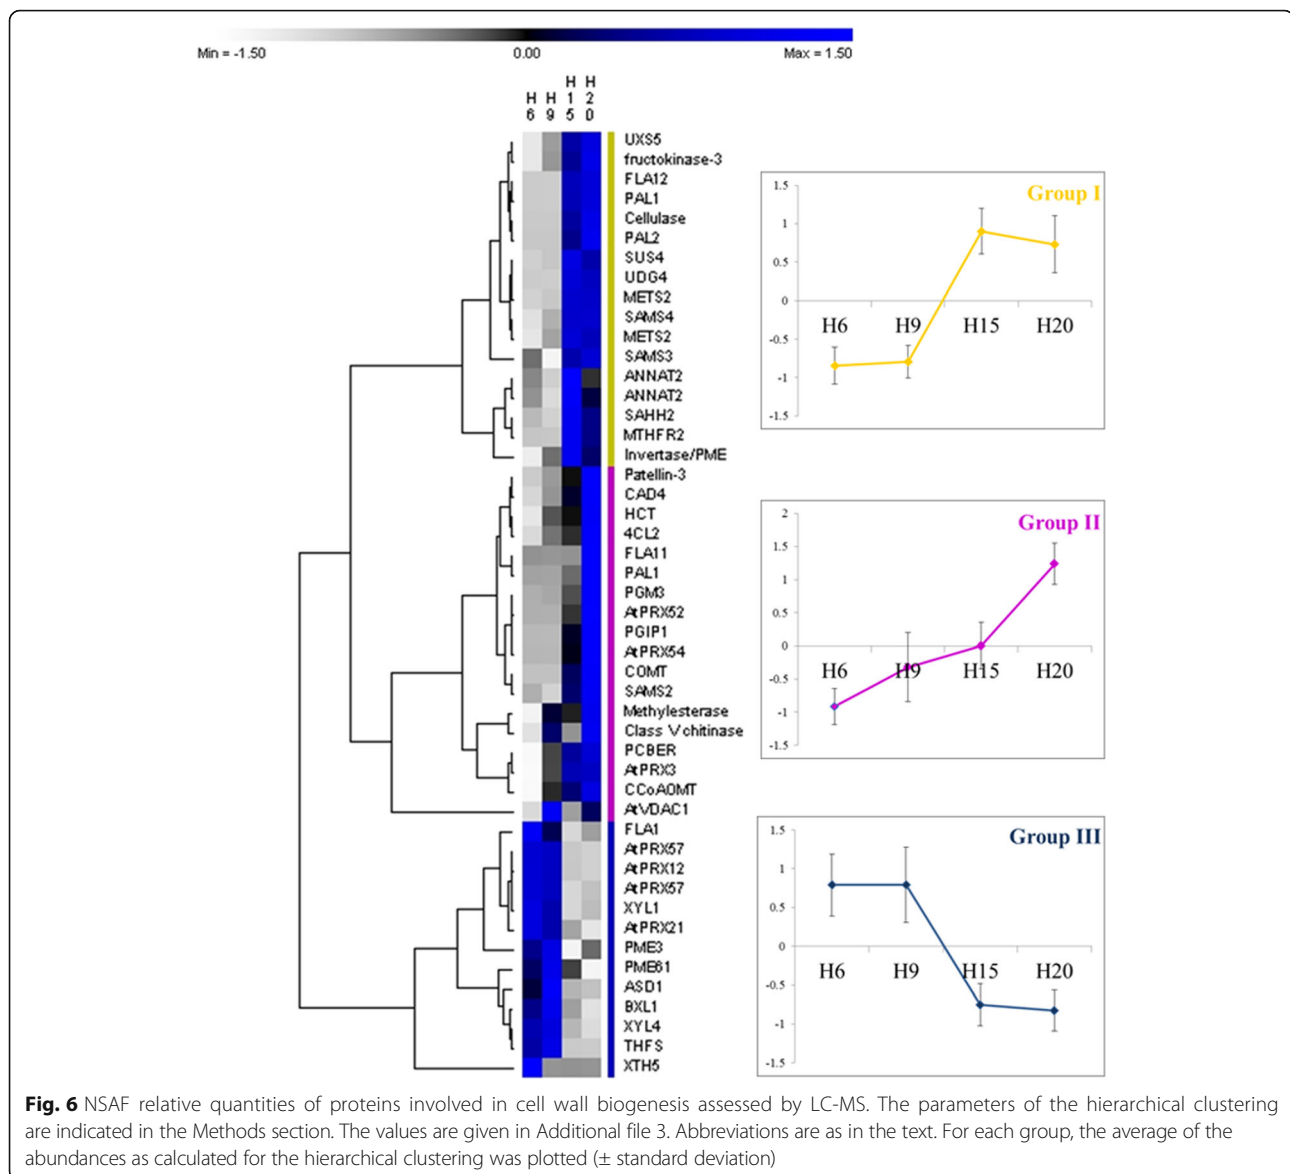 Min = -1.50
0.00
Max = 1.50
H6
H9
H15
H20
UXS5
fructokinase-3
FLA12
PAL1
Cellulase
PAL2
SUS4
UDG4
METS2
SAMS4
METS2
SAMS3
ANNAT2
ANNAT2
SAHH2
MTHFR2
Invertase/PME
Patellin-3
CAD4
HCT
4CL2
FLA11
PAL1
PGM3
AtPRX52
PGIP1
AtPRX54
COMT
SAMS2
Methylesterase
Class V chitinase
PCBER
AtPRX3
CCoAOMT
AtVDAC1
FLA1
AtPRX57
AtPRX12
AtPRX57
XYL1
AtPRX21
PME3
PME61
ASD1
BXL1
XYL4
THFS
XTH5
Group I
1.5
1
0.5
0
-0.5
-1
-1.5
H6 H9 H15 H20
Group II
2
1.5
1
0.5
0
-0.5
-1
-1.5
H6 H9 H15 H20
Group III
1.5
1
0.5
0
-0.5
-1
-1.5
H6 H9 H15 H20
Fig. 6 NSAF relative quantities of proteins involved in cell wall biogenesis assessed by LC-MS. The parameters of the hierarchical clustering
are indicated in the Methods section. The values are given in Additional file 3. Abbreviations are as in the text. For each group, the average of the
abundances as calculated for the hierarchical clustering was plotted (± standard deviation)